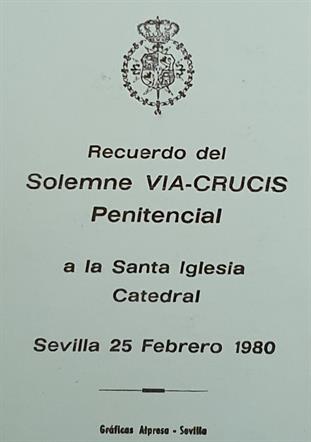 Recuerdo del
Solemne VIA-CRUCIS
Penitencial
a la Santa Iglesia
Catedral
Sevilla 25 Febrero 1980
Gráficas Alpresa - Sevilla